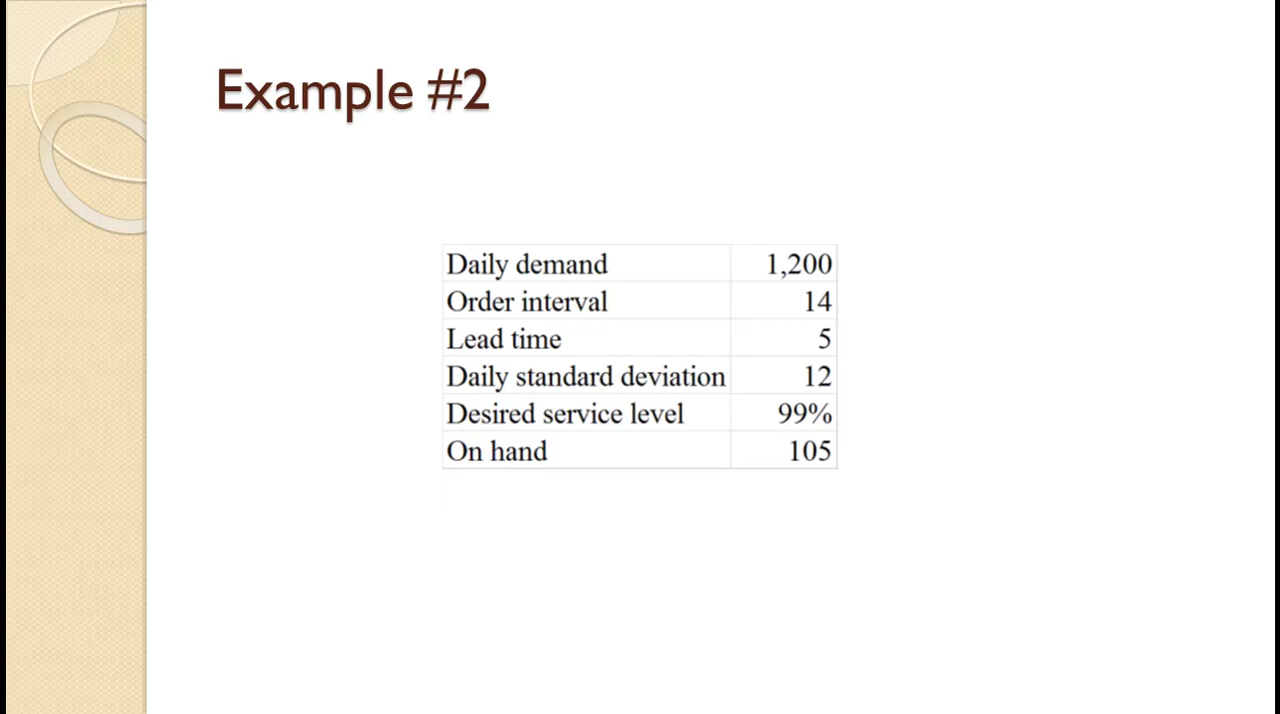 Example #2
Daily demand 1,200
Order interval 14
Lead time 5
Daily standard deviation 12
Desired service level 99%
On hand 105